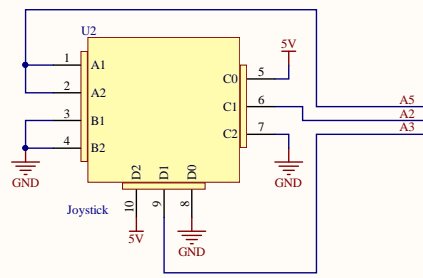 U2
5V
1 A1
C0 5
2 A2
A5
C1 6
A2
3 B1
A3
C2 7
4 B2
GND
GND
D2 D1 D0
10 9 8
Joystick
5V
GND